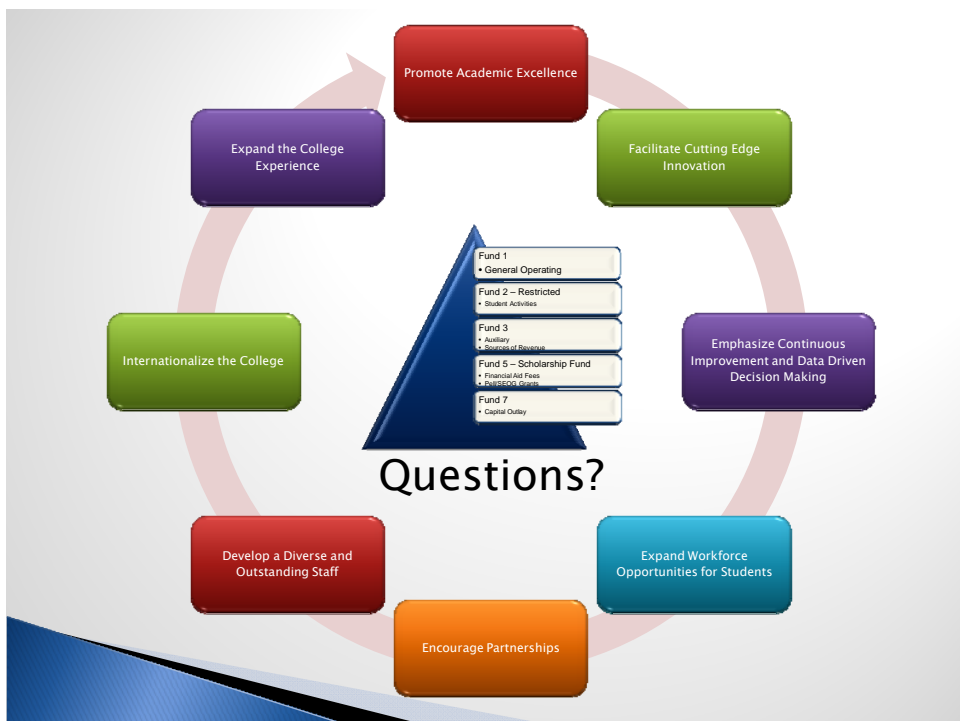 Promote Academic Excellence
Facilitate Cutting Edge
Innovation
Emphasize Continuous
Improvement and Data Driven
Decision Making
Expand Workforce
Opportunities for Students
Encourage Partnerships
Develop a Diverse and
Outstanding Staff
Internationalize the College
Expand the College
Experience
Fund 1
• General Operating
Fund 2 – Restricted
• Student Activities
Fund 3
• Auxiliary
• Sources of Revenue
Fund 5 – Scholarship Fund
• Financial Aid Fees
• Pell/SEOG Grants
Fund 7
• Capital Outlay
Questions?